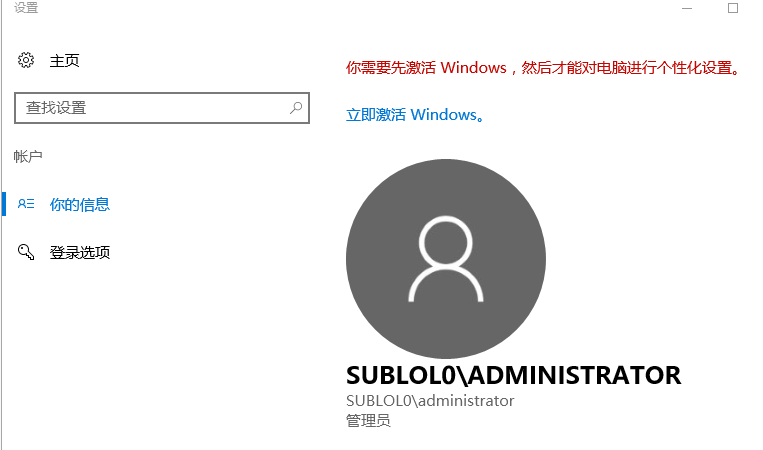 设置
主页
查找设置
帐户
你的信息
登录选项
你需要先激活 Windows，然后才能对电脑进行个性化设置。
立即激活 Windows。
SUBLOL0\ADMINISTRATOR
SUBLOL0\administrator
管理员